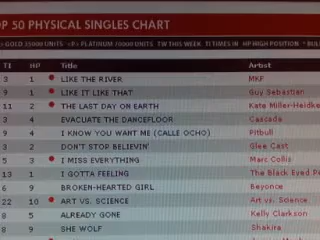 OP 50 PHYSICAL SINGLES CHART
GOLD 35000 UNITS <P> PLATINUM 70000 UNITS TW THIS WEEK TI TIMES IN HP HIGH POSITION * BUL
TI HP Title Artist
3 1 LIKE THE RIVER MKF
9 1 LIKE IT LIKE THAT Guy Sebastian
11 2 THE LAST DAY ON EARTH Kate Miller-Heidke
3 4 EVACUATE THE DANCEFLOOR Cascada
9 4 I KNOW YOU WANT ME (CALLE OCHO) Pitbull
3 2 DON'T STOP BELIEVIN' Glee Cast
5 3 I MISS EVERYTHING Marc Collis
13 1 I GOTTA FEELING The Black Eyed Pe
6 9 BROKEN-HEARTED GIRL Beyonce
22 10 ART VS. SCIENCE Art vs. Science
8 5 ALREADY GONE Kelly Clarkson
8 9 SHE WOLF Shakira